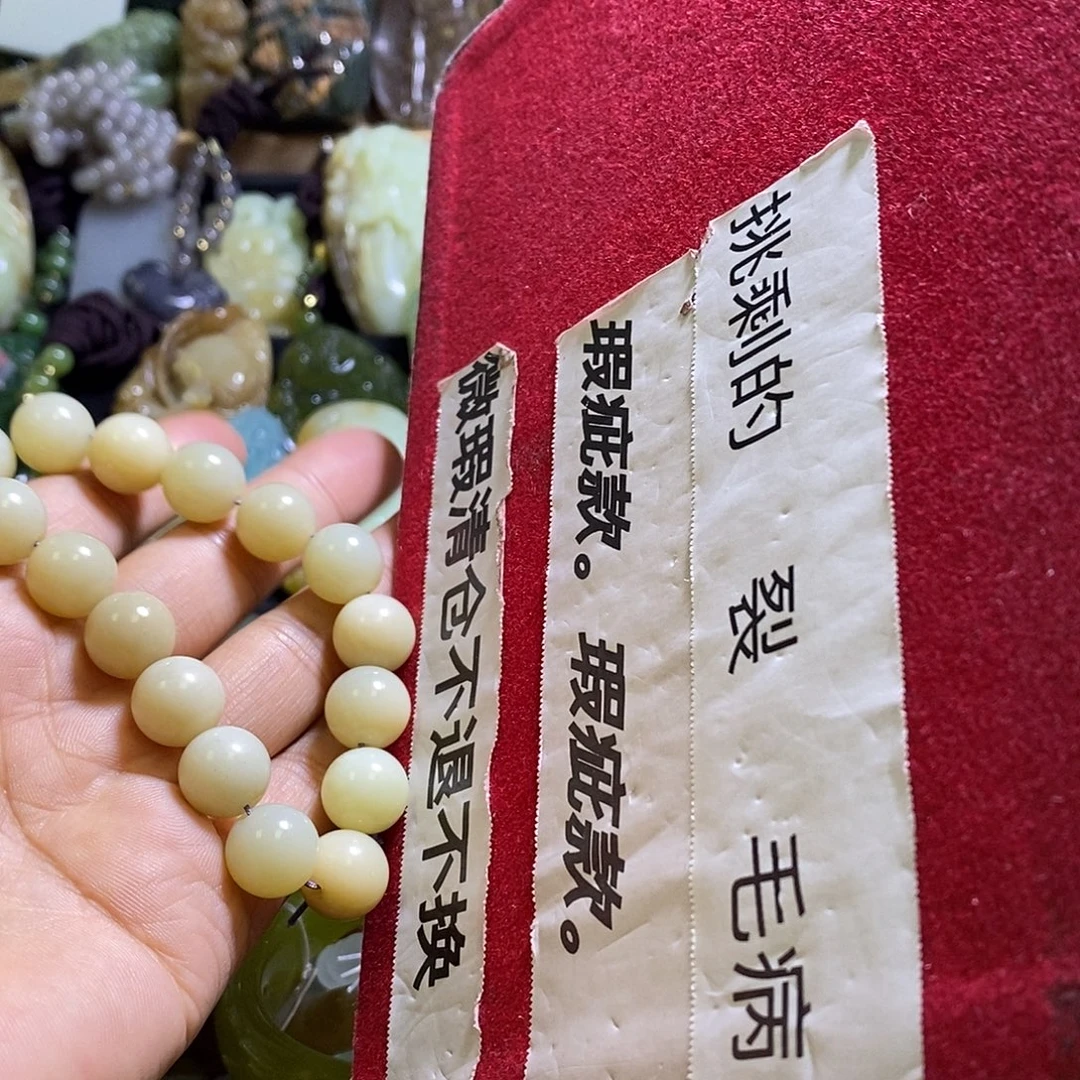 挑剩的 裂 毛病
瑕疵款。瑕疵款。
微瑕清仓不退不换